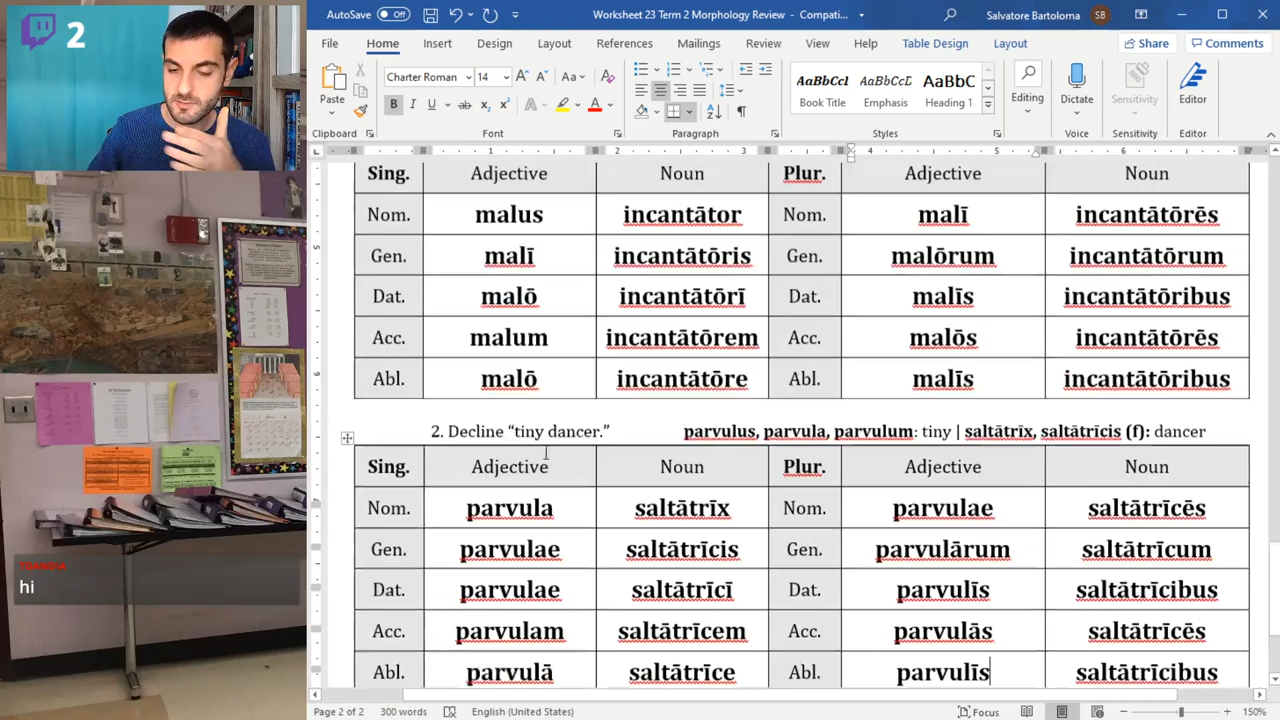 2
AutoSave Off
Worksheet 23 Term 2 Morphology Review - Compati...
Salvatore Bartoloma SB
File Home Insert Draw Design Layout References Mailings Review View Help Table Design Layout
Share Comments
Charter Roman 14
Paste
AaBbCcI AaBbCcD AaBbC
Book Title Emphasis Heading 1
Editing Dictate Sensitivity Editor
Clipboard Font Paragraph Styles Voice Sensitivity Editor
Sing. Adjective Noun Plur. Adjective Noun
Nom. malus incantātor Nom. malī incantātōrēs
Gen. malī incantātōris Gen. malōrum incantātōrum
Dat. malō incantātōrī Dat. malīs incantātōribus
Acc. malum incantātōrem Acc. malōs incantātōrēs
Abl. malō incantātōre Abl. malīs incantātōribus
2. Decline “tiny dancer.” parvulus, parvula, parvulum: tiny | saltātrīx, saltātrīcis (f): dancer
Sing. Adjective Noun Plur. Adjective Noun
Nom. parvula saltātrīx Nom. parvulae saltātrīcēs
Gen. parvulae saltātrīcis Gen. parvulārum saltātrīcum
Dat. parvulae saltātrīcī Dat. parvulīs saltātrīcibus
Acc. parvulam saltātrīcem Acc. parvulās saltātrīcēs
Abl. parvulā saltātrīce Abl. parvulīs saltātrīcibus
hi
Page 2 of 2 300 words English (United States) Focus 150%